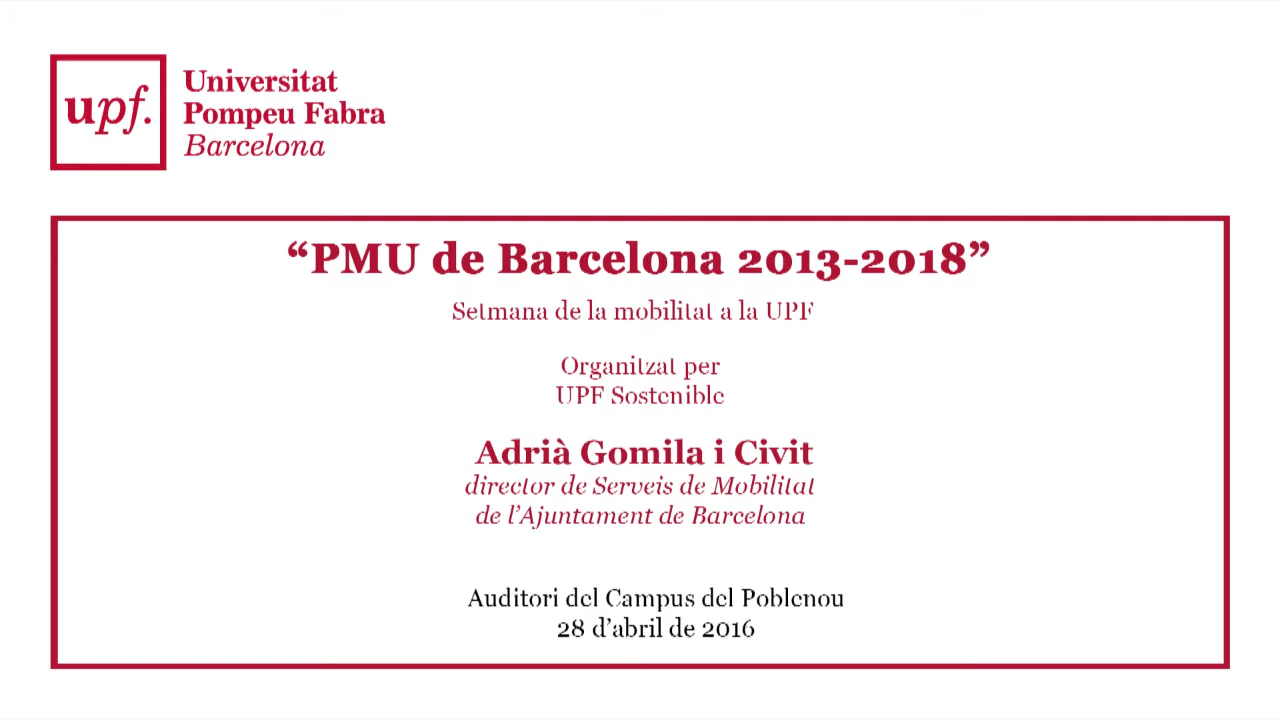 upf.
Universitat
Pompeu Fabra
Barcelona
“PMU de Barcelona 2013-2018”
Setmana de la mobilitat a la UPF
Organitzat per
UPF Sostenible
Adrià Gomila i Civit
director de Serveis de Mobilitat
de l’Ajuntament de Barcelona
Auditori del Campus del Poblenou
28 d’abril de 2016